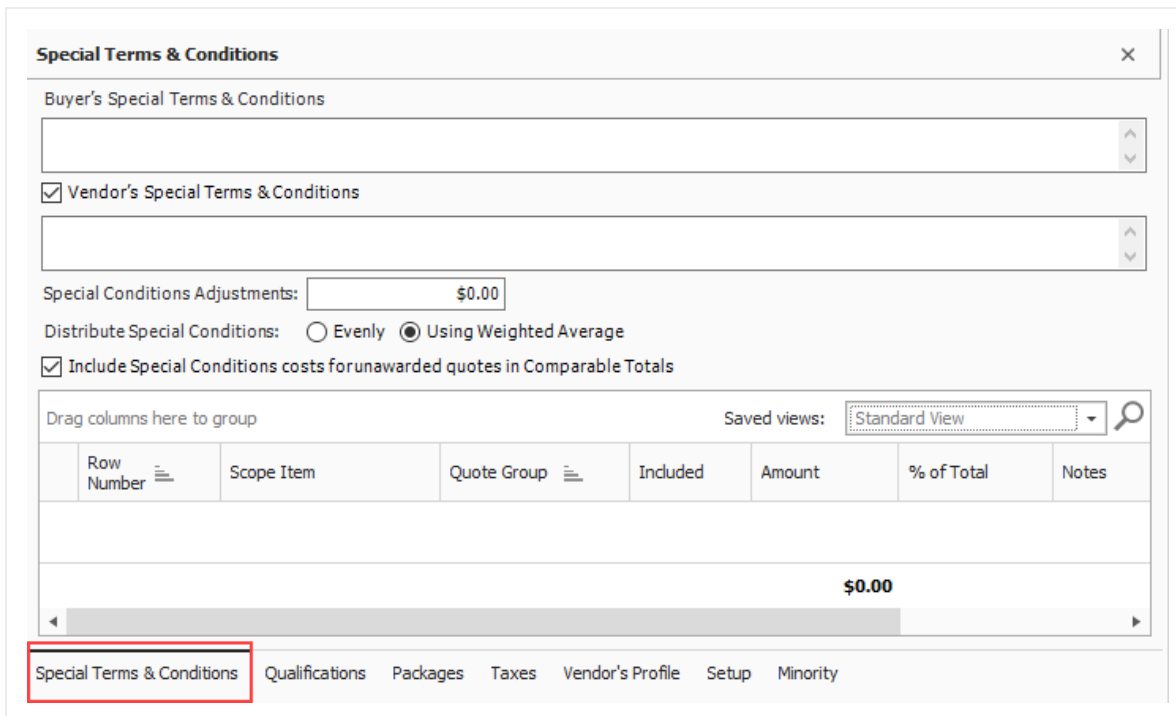 Special Terms & Conditions
Buyer's Special Terms & Conditions
Vendor's Special Terms & Conditions
Special Conditions Adjustments: $0.00
Distribute Special Conditions: Evenly Using Weighted Average
Include Special Conditions costs for unawarded quotes in Comparable Totals
Drag columns here to group Saved views: Standard View
Row Number Scope Item Quote Group Included Amount % of Total Notes
$0.00
Special Terms & Conditions Qualifications Packages Taxes Vendor's Profile Setup Minority